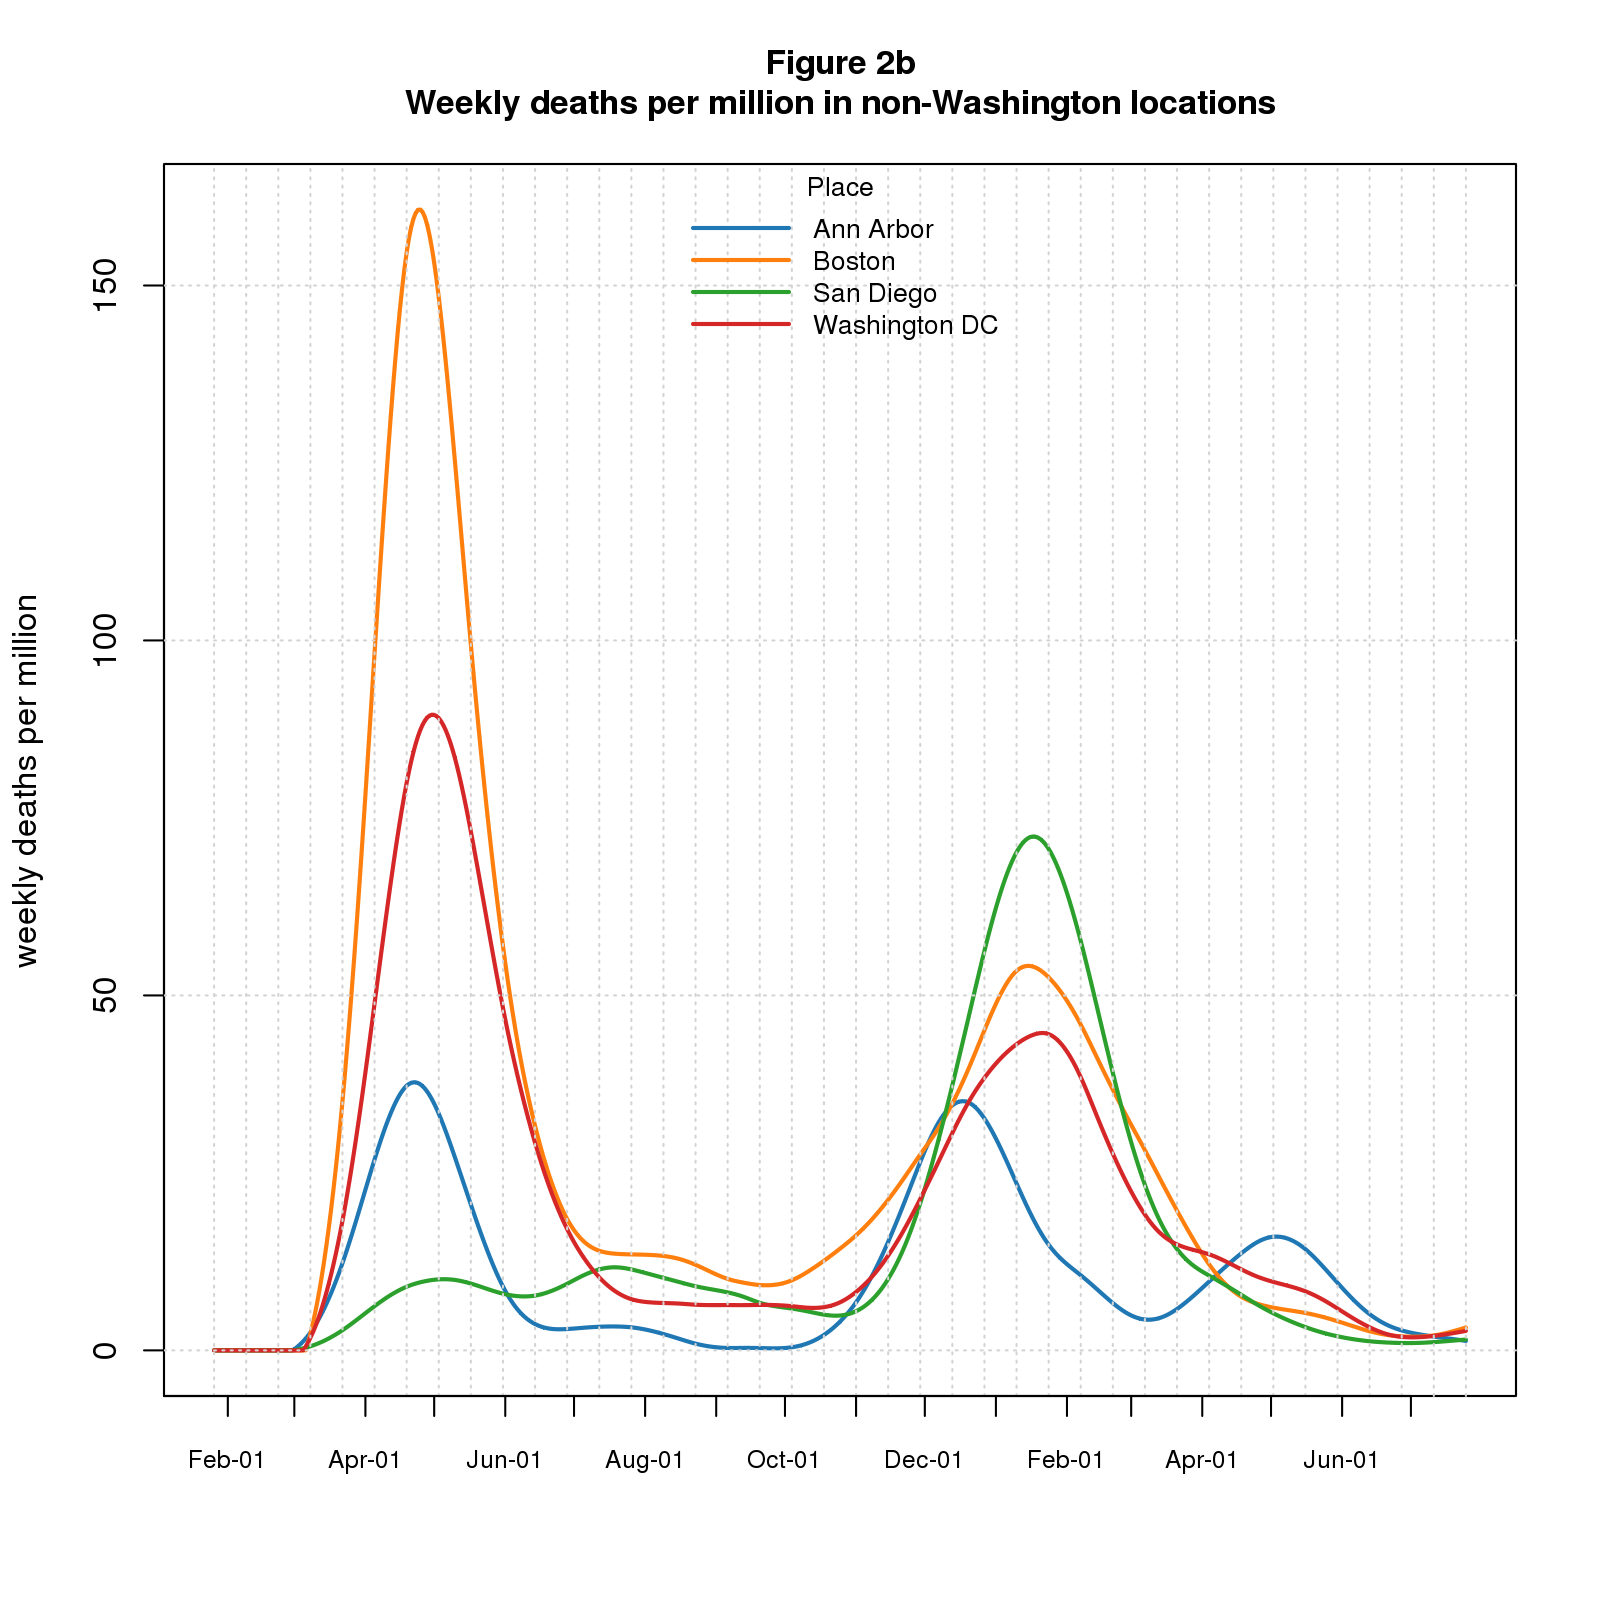 Figure 2b
Weekly deaths per million in non-Washington locations
Place
Ann Arbor
Boston
San Diego
Washington DC
weekly deaths per million
150
100
50
0
Feb-01 Apr-01 Jun-01 Aug-01 Oct-01 Dec-01 Feb-01 Apr-01 Jun-01